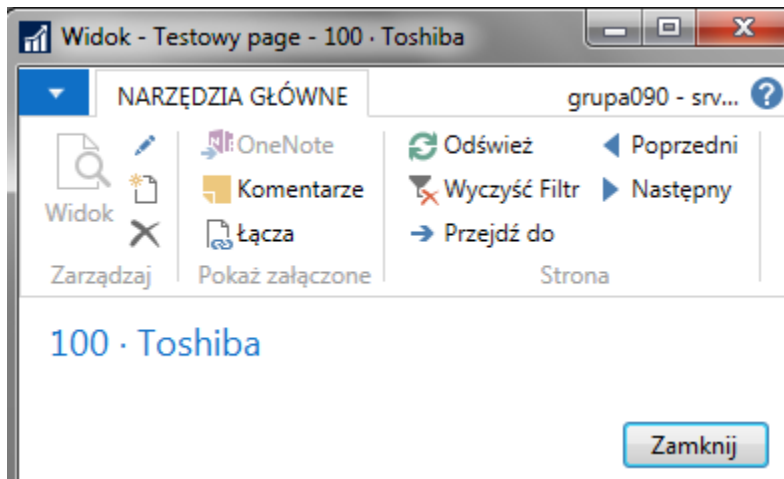 Widok - Testowy page - 100 · Toshiba
NARZĘDZIA GŁÓWNE grupa090 - srv... ?
Widok
OneNote
Komentarze
Łącza
Odśwież
Wyczyść Filtr
Przejdź do
Poprzedni
Następny
Zarządzaj Pokaż załączone Strona
100 · Toshiba
Zamknij